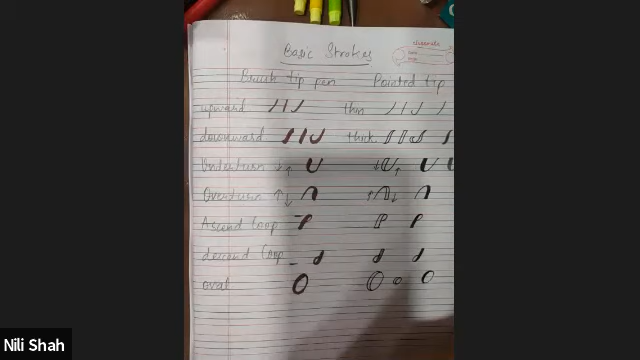 Basic Strokes
Brush tip pen Pointed tip
upward thin
downward thick
Underturn
Overturn
Ascend loop
descend loop
oval
Nili Shah